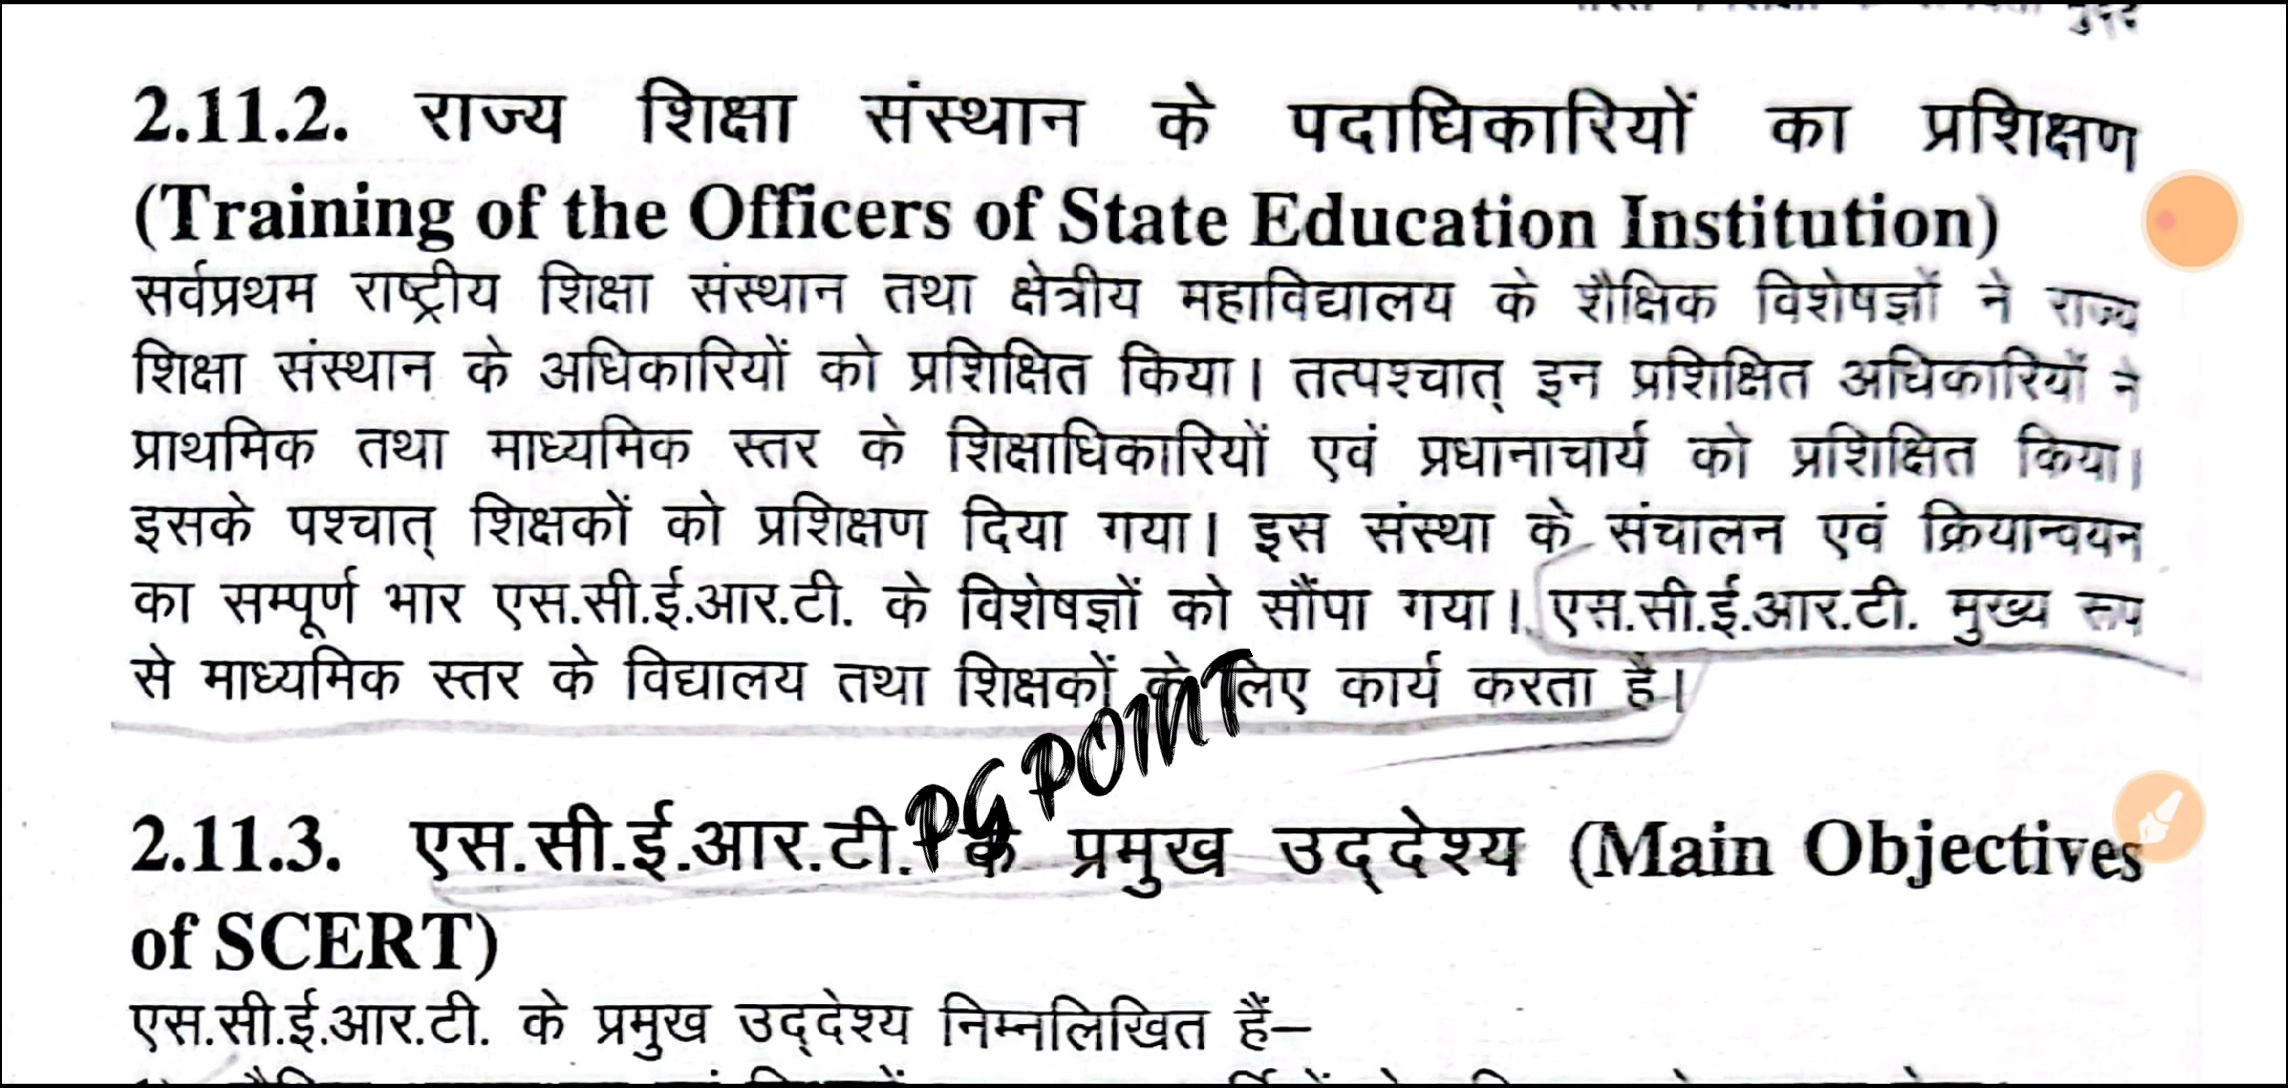 2.11.2. राज्य शिक्षा संस्थान के पदाधिकारियों का प्रशिक्षण
(Training of the Officers of State Education Institution)
सर्वप्रथम राष्ट्रीय शिक्षा संस्थान तथा क्षेत्रीय महाविद्यालय के शैक्षिक विशेषज्ञों ने राज्य
शिक्षा संस्थान के अधिकारियों को प्रशिक्षित किया। तत्पश्चात् इन प्रशिक्षित अधिकारियों ने
प्राथमिक तथा माध्यमिक स्तर के शिक्षाधिकारियों एवं प्रधानाचार्य को प्रशिक्षित किया।
इसके पश्चात् शिक्षकों को प्रशिक्षण दिया गया। इस संस्था के संचालन एवं क्रियान्वयन
का सम्पूर्ण भार एस.सी.ई.आर.टी. के विशेषज्ञों को सौंपा गया। एस.सी.ई.आर.टी. मुख्य रूप
से माध्यमिक स्तर के विद्यालय तथा शिक्षकों के लिए कार्य करता है।
PG POINT
2.11.3. एस.सी.ई.आर.टी. के प्रमुख उद्देश्य (Main Objectives
of SCERT)
एस.सी.ई.आर.टी. के प्रमुख उद्देश्य निम्नलिखित हैं–